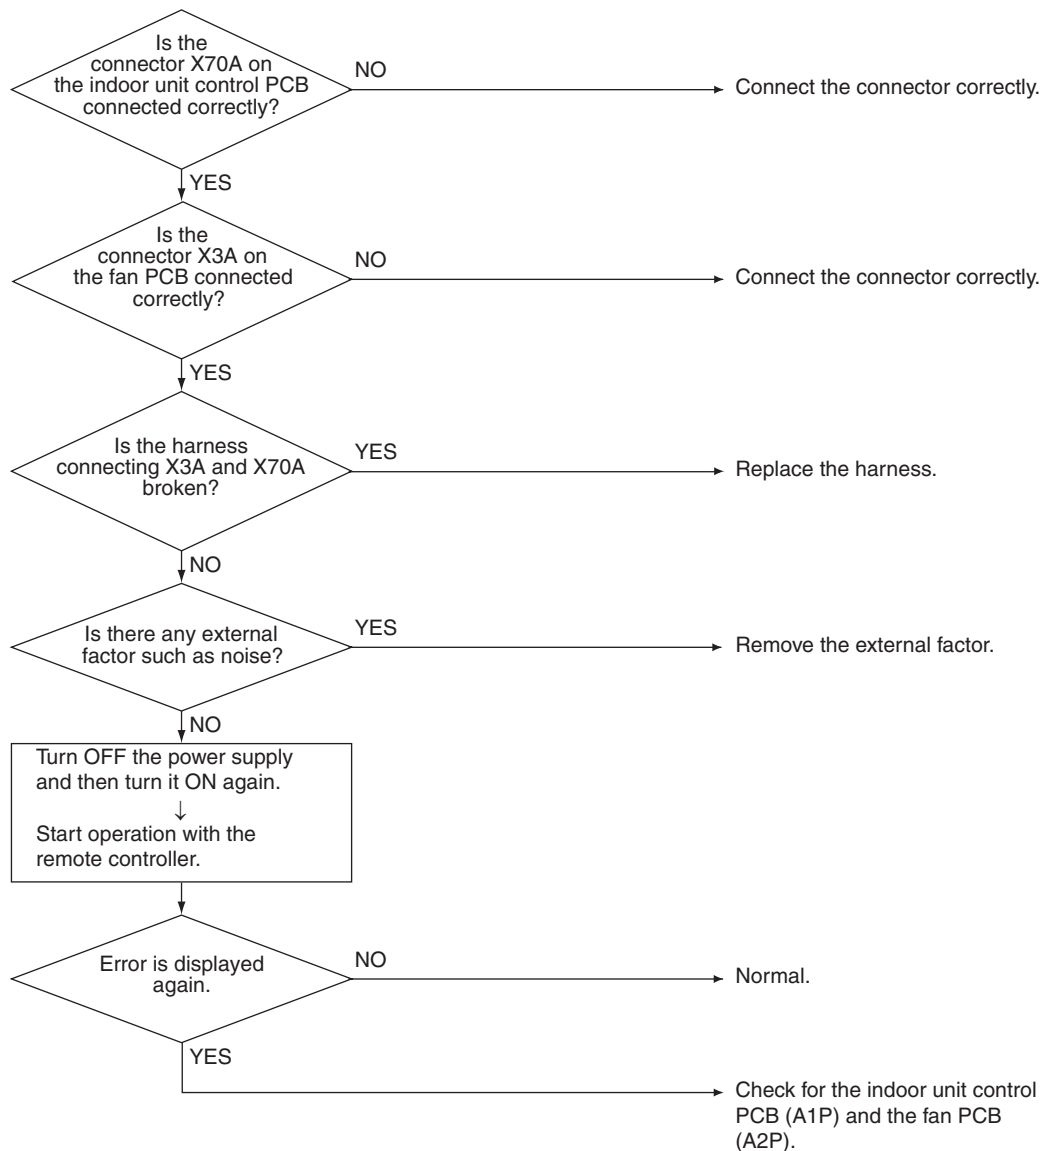 Is the
connector X70A on
the indoor unit control PCB
connected correctly?
NO
Connect the connector correctly.
YES
Is the
connector X3A on
the fan PCB connected
correctly?
NO
Connect the connector correctly.
YES
Is the harness
connecting X3A and X70A
broken?
YES
Replace the harness.
NO
Is there any external
factor such as noise?
YES
Remove the external factor.
NO
Turn OFF the power supply
and then turn it ON again.
↓
Start operation with the
remote controller.
Error is displayed
again.
NO
Normal.
YES
Check for the indoor unit control
PCB (A1P) and the fan PCB
(A2P).